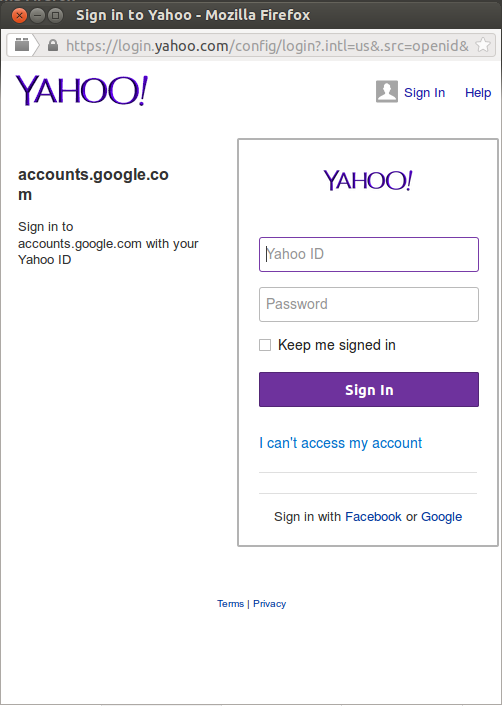 Sign in to Yahoo - Mozilla Firefox
https://login.yahoo.com/config/login?.intl=us&.src=openid&
YAHOO!
Sign In Help
accounts.google.co
m
Sign in to
accounts.google.com with your
Yahoo ID
YAHOO!
Yahoo ID
Password
Keep me signed in
Sign In
I can't access my account
Sign in with Facebook or Google
Terms | Privacy